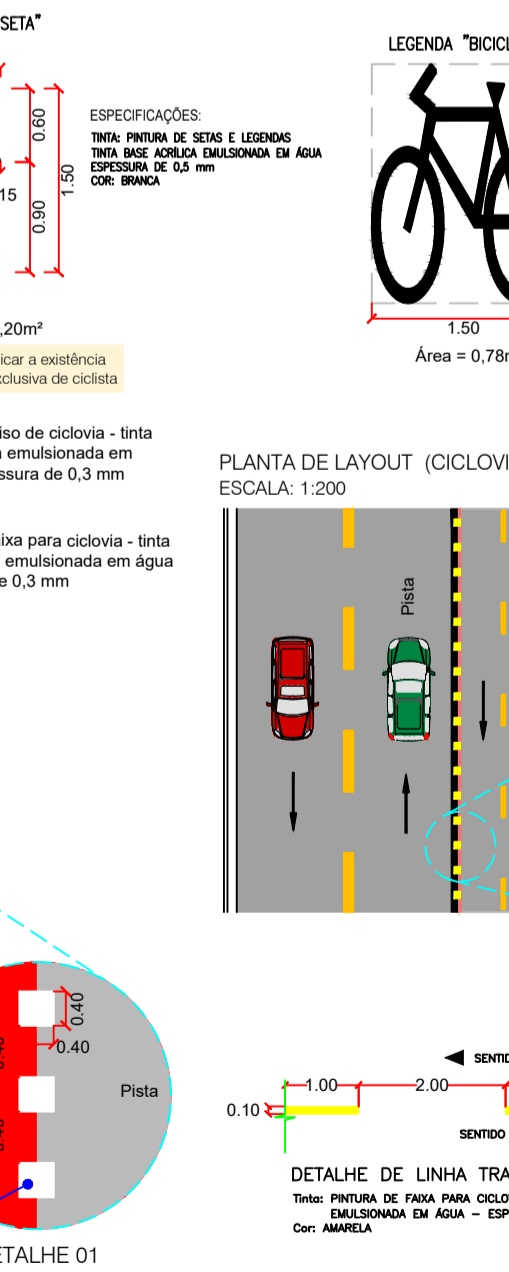 SETA"
0.60
1.50
15
0.90
ESPECIFICAÇÕES:
TINTA: PINTURA DE SETAS E LEGENDAS
TINTA BASE ACRÍLICA EMULSIONADA EM ÁGUA
ESPESSURA DE 0,5 mm
COR: BRANCA
,20m²
icar a existência
xclusiva de ciclista
iso de ciclovia - tinta
emulsionada em
ssura de 0,3 mm
ixa para ciclovia - tinta
emulsionada em água
e 0,3 mm
LEGENDA "BICICL
1.50
Área = 0,78m
PLANTA DE LAYOUT (CICLOVI
ESCALA: 1:200
Pista
0.40
0.40
0.40
0.40
Pista
ETALHE 01
SENTID
1.00
2.00
0.10
SENTIDO
DETALHE DE LINHA TRA
Tinta: PINTURA DE FAIXA PARA CICLO
EMULSIONADA EM ÁGUA – ESP
Cor: AMARELA